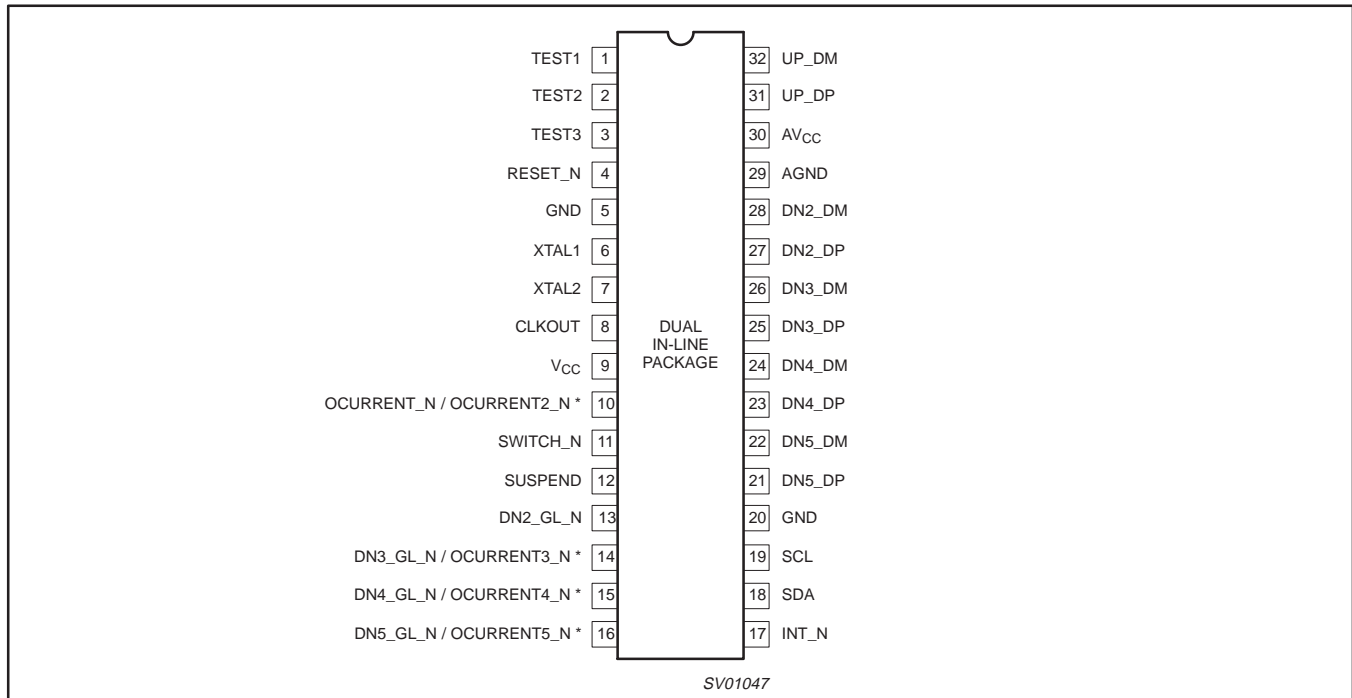 TEST1 1 32 UP_DM
TEST2 2 31 UP_DP
TEST3 3 30 AVCC
RESET_N 4 29 AGND
GND 5 28 DN2_DM
XTAL1 6 27 DN2_DP
XTAL2 7 26 DN3_DM
CLKOUT 8 25 DN3_DP
VCC 9 24 DN4_DM
OCURRENT_N / OCURRENT2_N * 10 23 DN4_DP
SWITCH_N 11 22 DN5_DM
SUSPEND 12 21 DN5_DP
DN2_GL_N 13 20 GND
DN3_GL_N / OCURRENT3_N * 14 19 SCL
DN4_GL_N / OCURRENT4_N * 15 18 SDA
DN5_GL_N / OCURRENT5_N * 16 17 INT_N
DUAL
IN-LINE
PACKAGE
SV01047